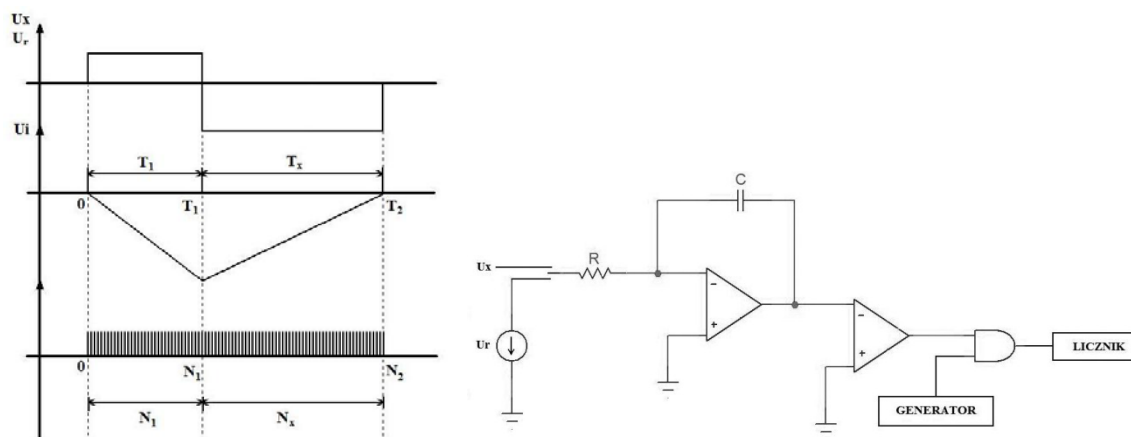 Ux
Uᵣ
Ui
T₁
Tₓ
0
T₁
T₂
0
N₁
N₂
N₁
Nₓ
C
R
Ux
Ur
-
+
-
+
GENERATOR
LICZNIK